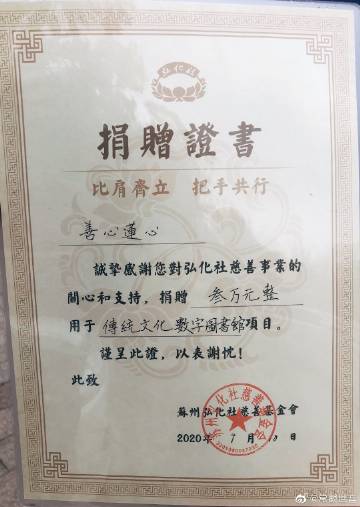 弘化社
捐贈證書
比肩齊立 把手共行
善心蓮心
誠摯感謝您對弘化社慈善事業的
關心和支持，捐贈 叁万元整
用于 傳統文化數字圖書館項目。
謹呈此證，以表謝忱！
此致
蘇州弘化社慈善基金會
2020年 9月 日